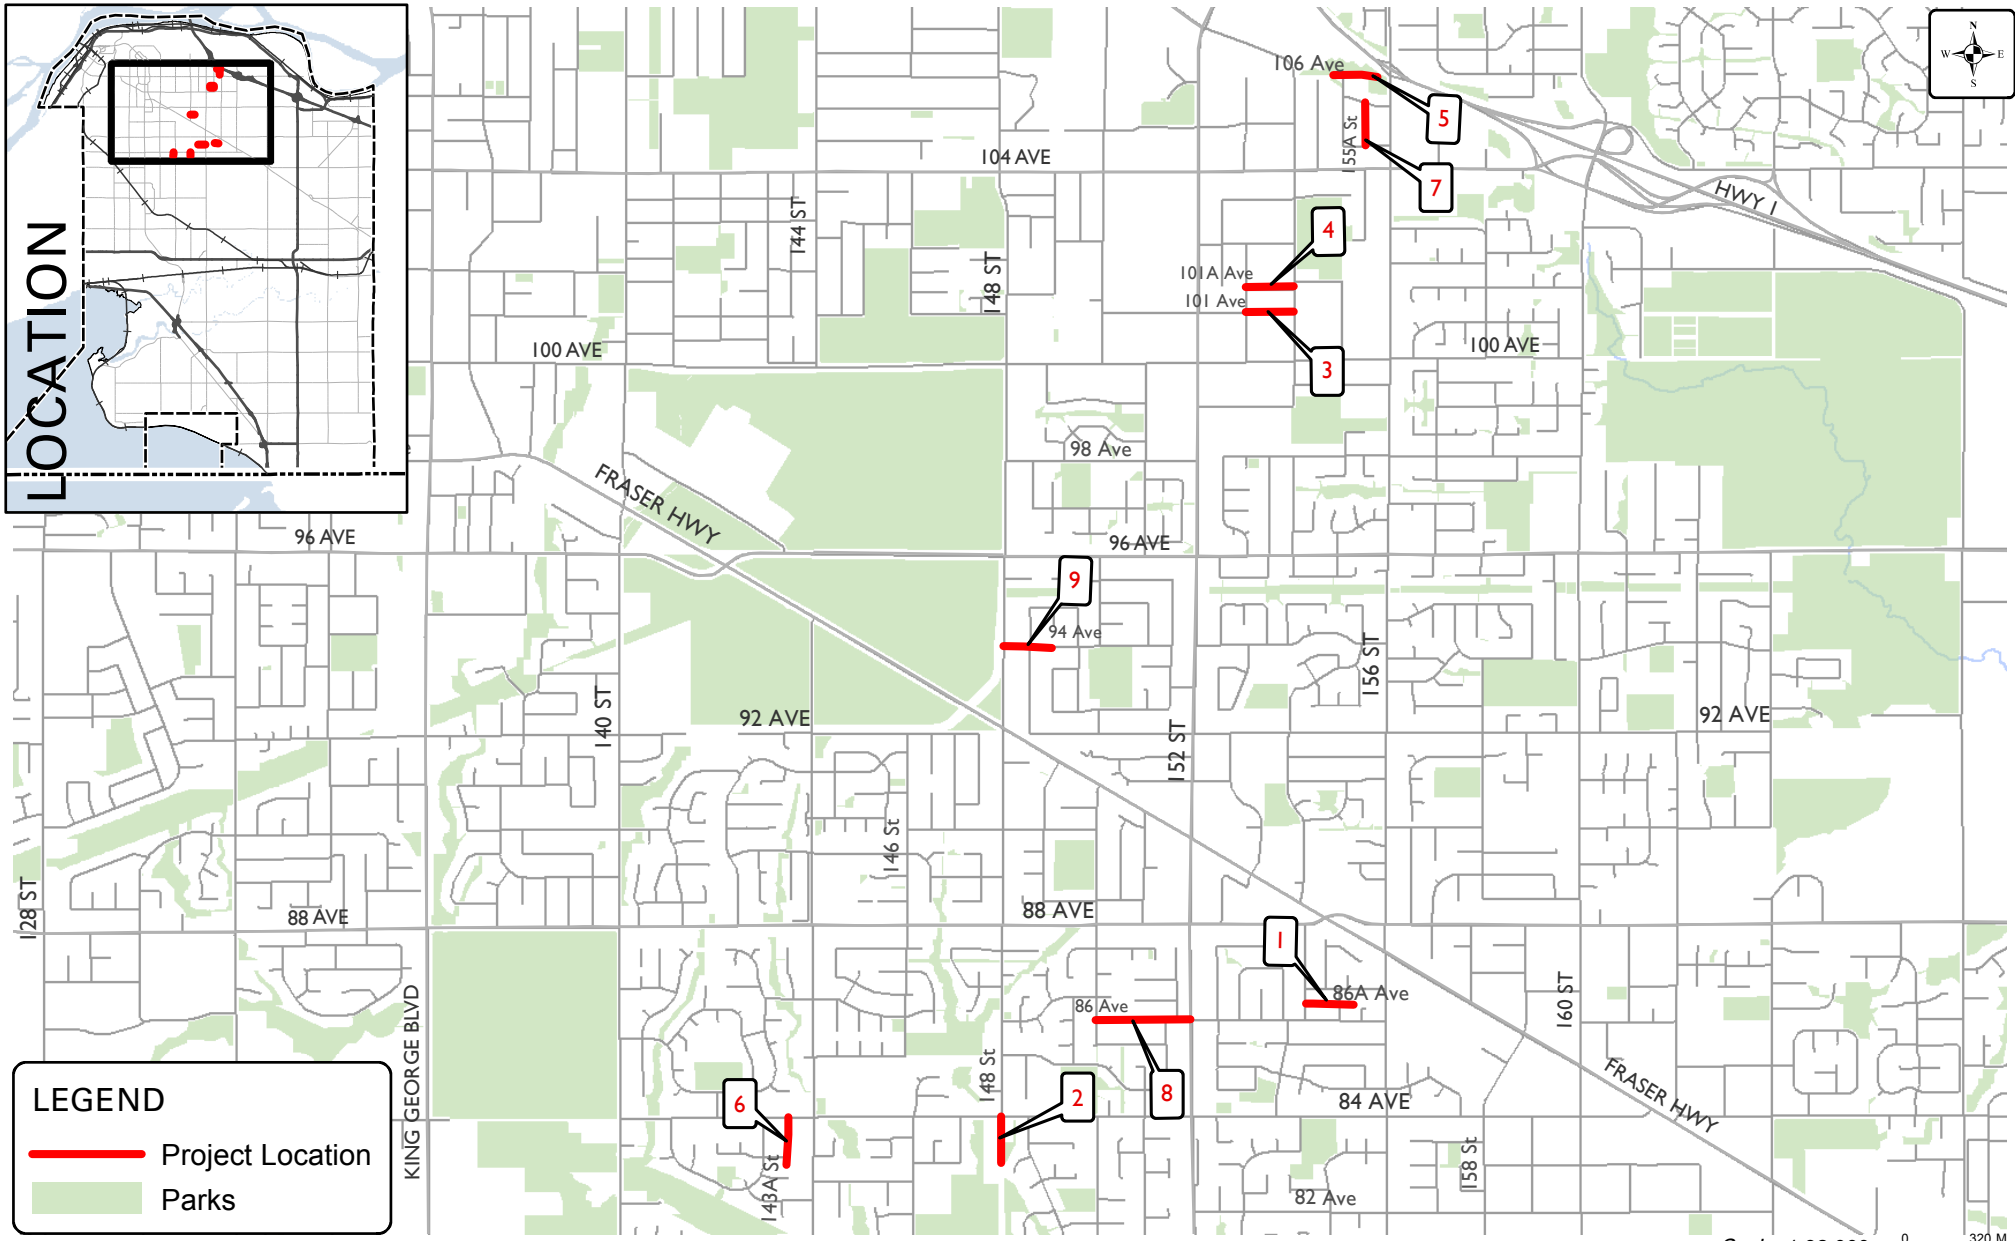 LOCATION
N
W E
S
106 Ave
5
155A St
7
104 AVE
HWY 1
144 ST
148 ST
4
101A Ave
101 Ave
3
100 AVE
100 AVE
98 Ave
FRASER HWY
96 AVE
96 AVE
9
94 Ave
156 ST
140 ST
92 AVE
92 AVE
152 ST
146 St
128 ST
88 AVE
88 AVE
1
86A Ave
86 Ave
160 ST
KING GEORGE BLVD
148 St
2
8
6
84 AVE
FRASER HWY
143A St
158 St
82 Ave
LEGEND
Project Location
Parks
0 320 M